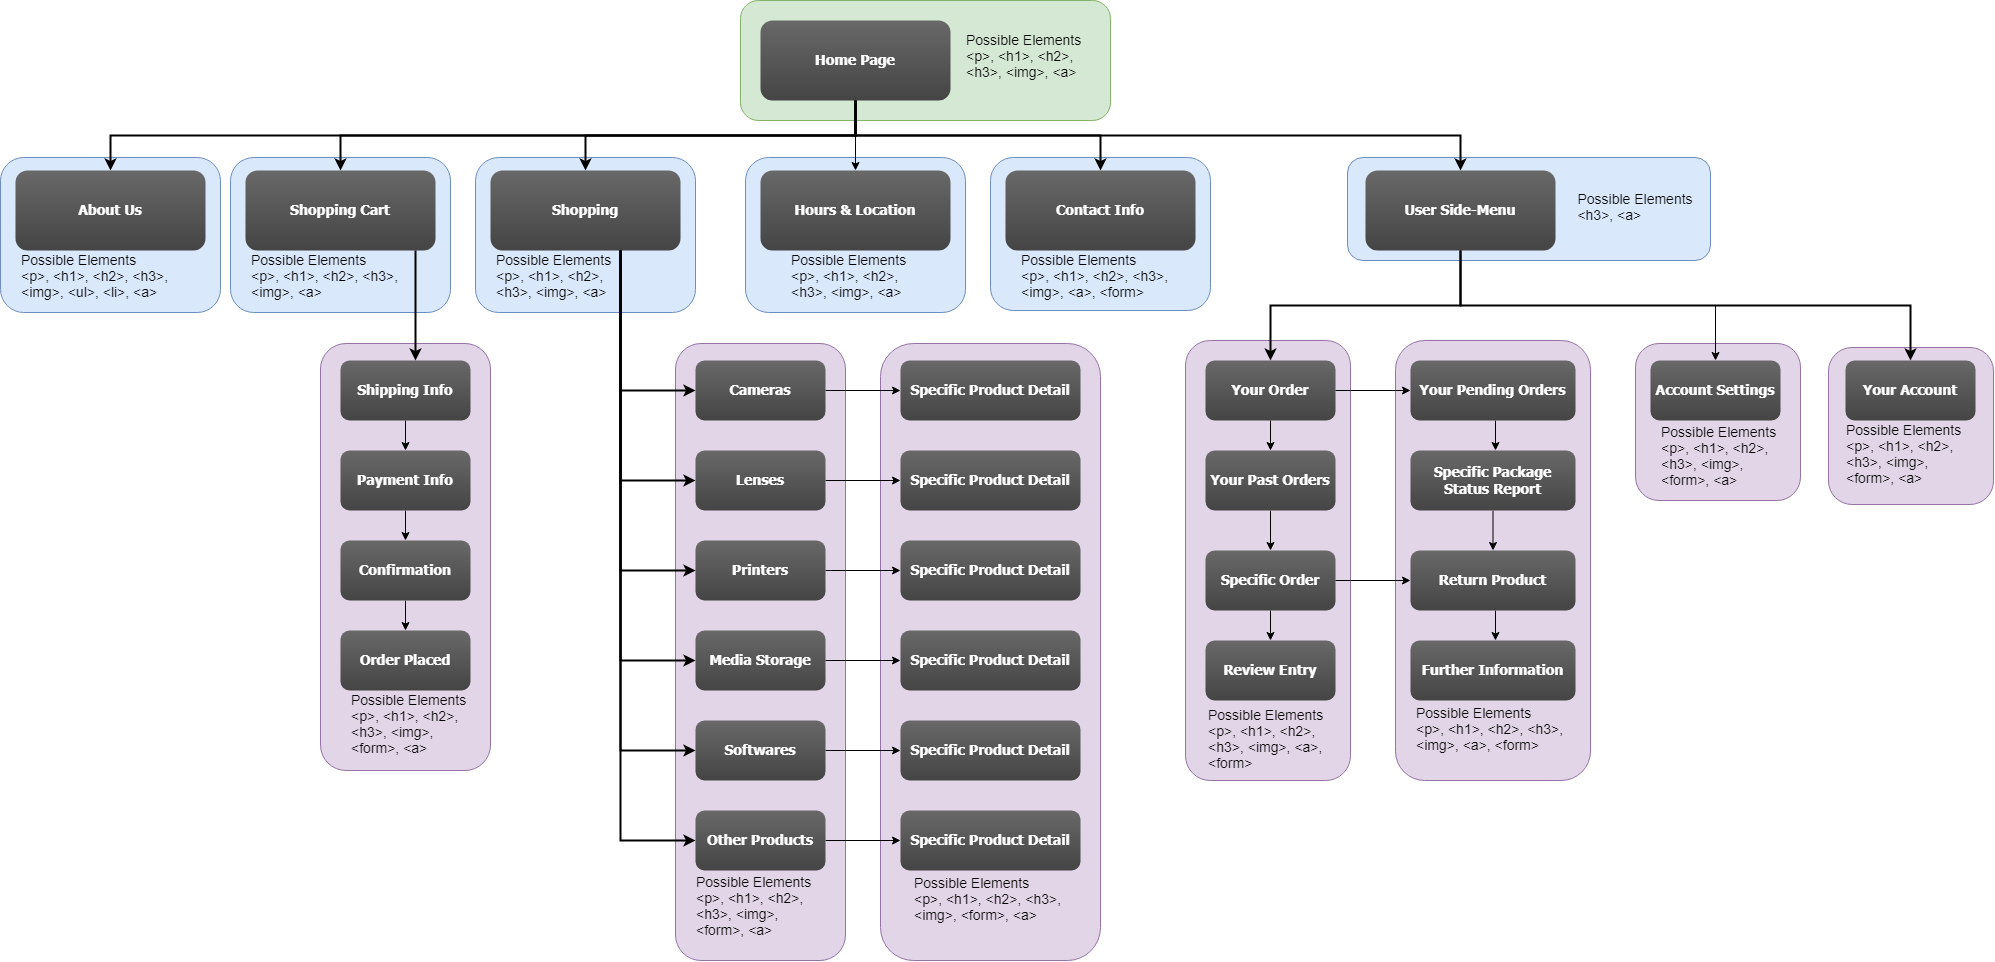 Home Page
Possible Elements
<p>, <h1>, <h2>,
<h3>, <img>, <a>
About Us
Possible Elements
<p>, <h1>, <h2>, <h3>,
<img>, <ul>, <li>, <a>
Shopping Cart
Possible Elements
<p>, <h1>, <h2>, <h3>,
<img>, <a>
Shopping
Possible Elements
<p>, <h1>, <h2>,
<h3>, <img>, <a>
Hours & Location
Possible Elements
<p>, <h1>, <h2>,
<h3>, <img>, <a>
Contact Info
Possible Elements
<p>, <h1>, <h2>, <h3>,
<img>, <a>, <form>
User Side-Menu
Possible Elements
<h3>, <a>
Shipping Info
Payment Info
Confirmation
Order Placed
Possible Elements
<p>, <h1>, <h2>,
<h3>, <img>,
<form>, <a>
Cameras
Lenses
Printers
Media Storage
Softwares
Other Products
Possible Elements
<p>, <h1>, <h2>,
<h3>, <img>,
<form>, <a>
Specific Product Detail
Specific Product Detail
Specific Product Detail
Specific Product Detail
Specific Product Detail
Specific Product Detail
Possible Elements
<p>, <h1>, <h2>, <h3>,
<img>, <form>, <a>
Your Order
Your Past Orders
Specific Order
Review Entry
Possible Elements
<p>, <h1>, <h2>,
<h3>, <img>, <a>,
<form>
Your Pending Orders
Specific Package
Status Report
Return Product
Further Information
Possible Elements
<p>, <h1>, <h2>, <h3>,
<img>, <a>, <form>
Account Settings
Possible Elements
<p>, <h1>, <h2>,
<h3>, <img>,
<form>, <a>
Your Account
Possible Elements
<p>, <h1>, <h2>,
<h3>, <img>,
<form>, <a>